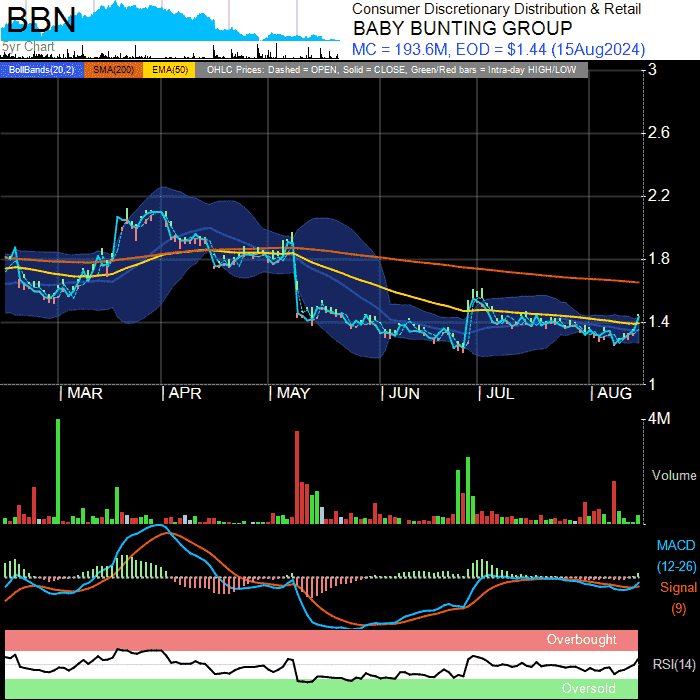 BBN
5yr Chart
Consumer Discretionary Distribution & Retail
BABY BUNTING GROUP
MC = 193.6M, EOD = $1.44 (15Aug2024)
BollBands(20,2) SMA(200) EMA(50) OHLC Prices: Dashed = OPEN, Solid = CLOSE, Green/Red bars = Intra-day HIGH/LOW
3
2.6
2.2
1.8
1.4
1
MAR APR MAY JUN JUL AUG
4M
Volume
MACD
(12-26)
Signal
(9)
Overbought
RSI(14)
Oversold